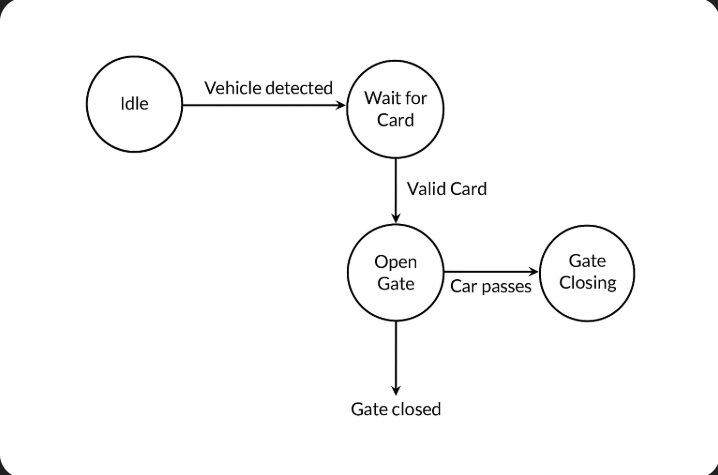 Idle
Vehicle detected
Wait for
Card
Valid Card
Open
Gate
Car passes
Gate
Closing
Gate closed